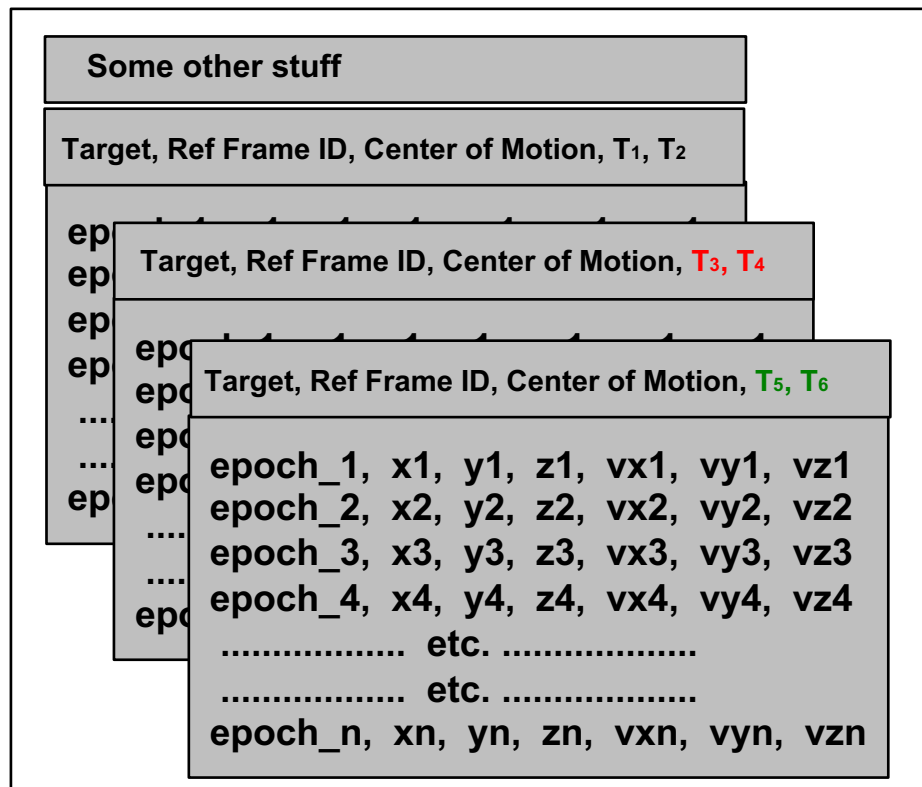 Some other stuff
Target, Ref Frame ID, Center of Motion, T1, T2
Target, Ref Frame ID, Center of Motion, T3, T4
Target, Ref Frame ID, Center of Motion, T5, T6
epoch_1, x1, y1, z1, vx1, vy1, vz1
epoch_2, x2, y2, z2, vx2, vy2, vz2
epoch_3, x3, y3, z3, vx3, vy3, vz3
epoch_4, x4, y4, z4, vx4, vy4, vz4
.................. etc. ...................
.................. etc. ...................
epoch_n, xn, yn, zn, vxn, vyn, vzn